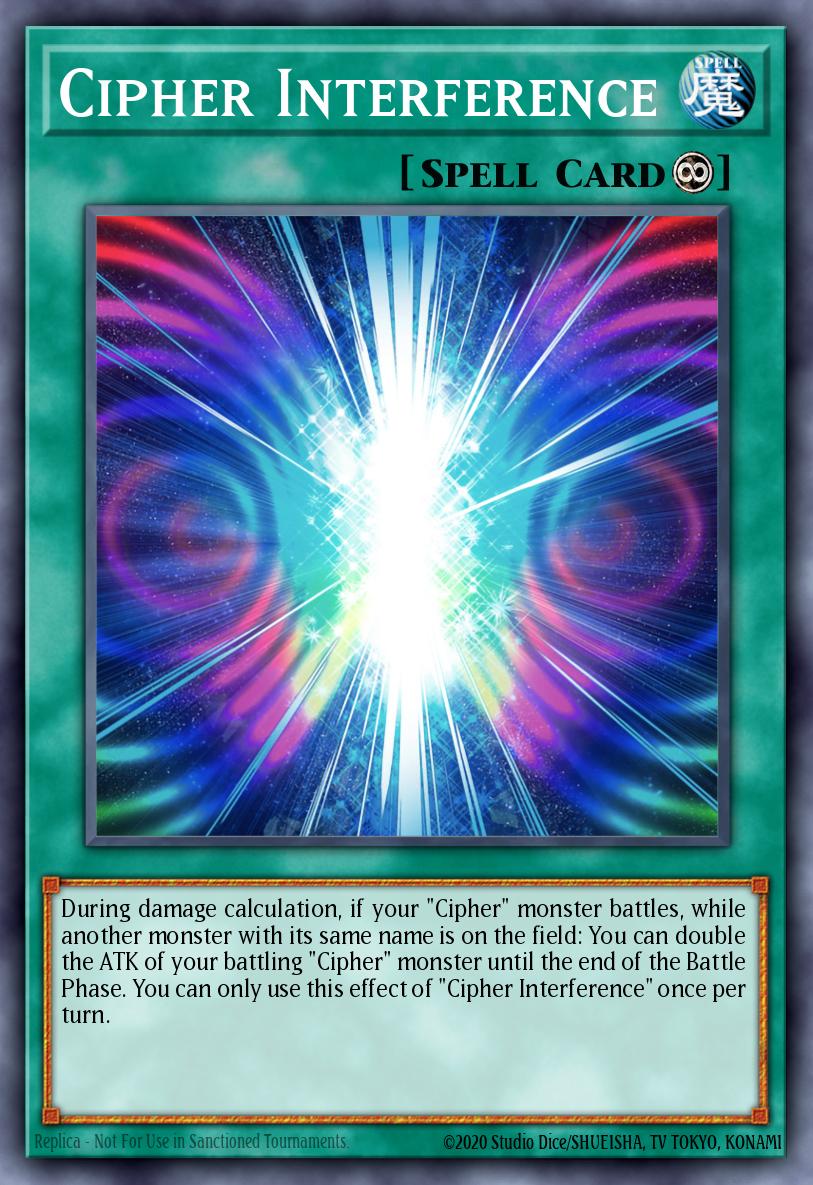 Cipher Interference
SPELL
魔
[Spell Card]
During damage calculation, if your "Cipher" monster battles, while
another monster with its same name is on the field: You can double
the ATK of your battling "Cipher" monster until the end of the Battle
Phase. You can only use this effect of "Cipher Interference" once per
turn.
Replica - Not For Use in Sanctioned Tournaments.
©2020 Studio Dice/SHUEISHA, TV TOKYO, KONAMI